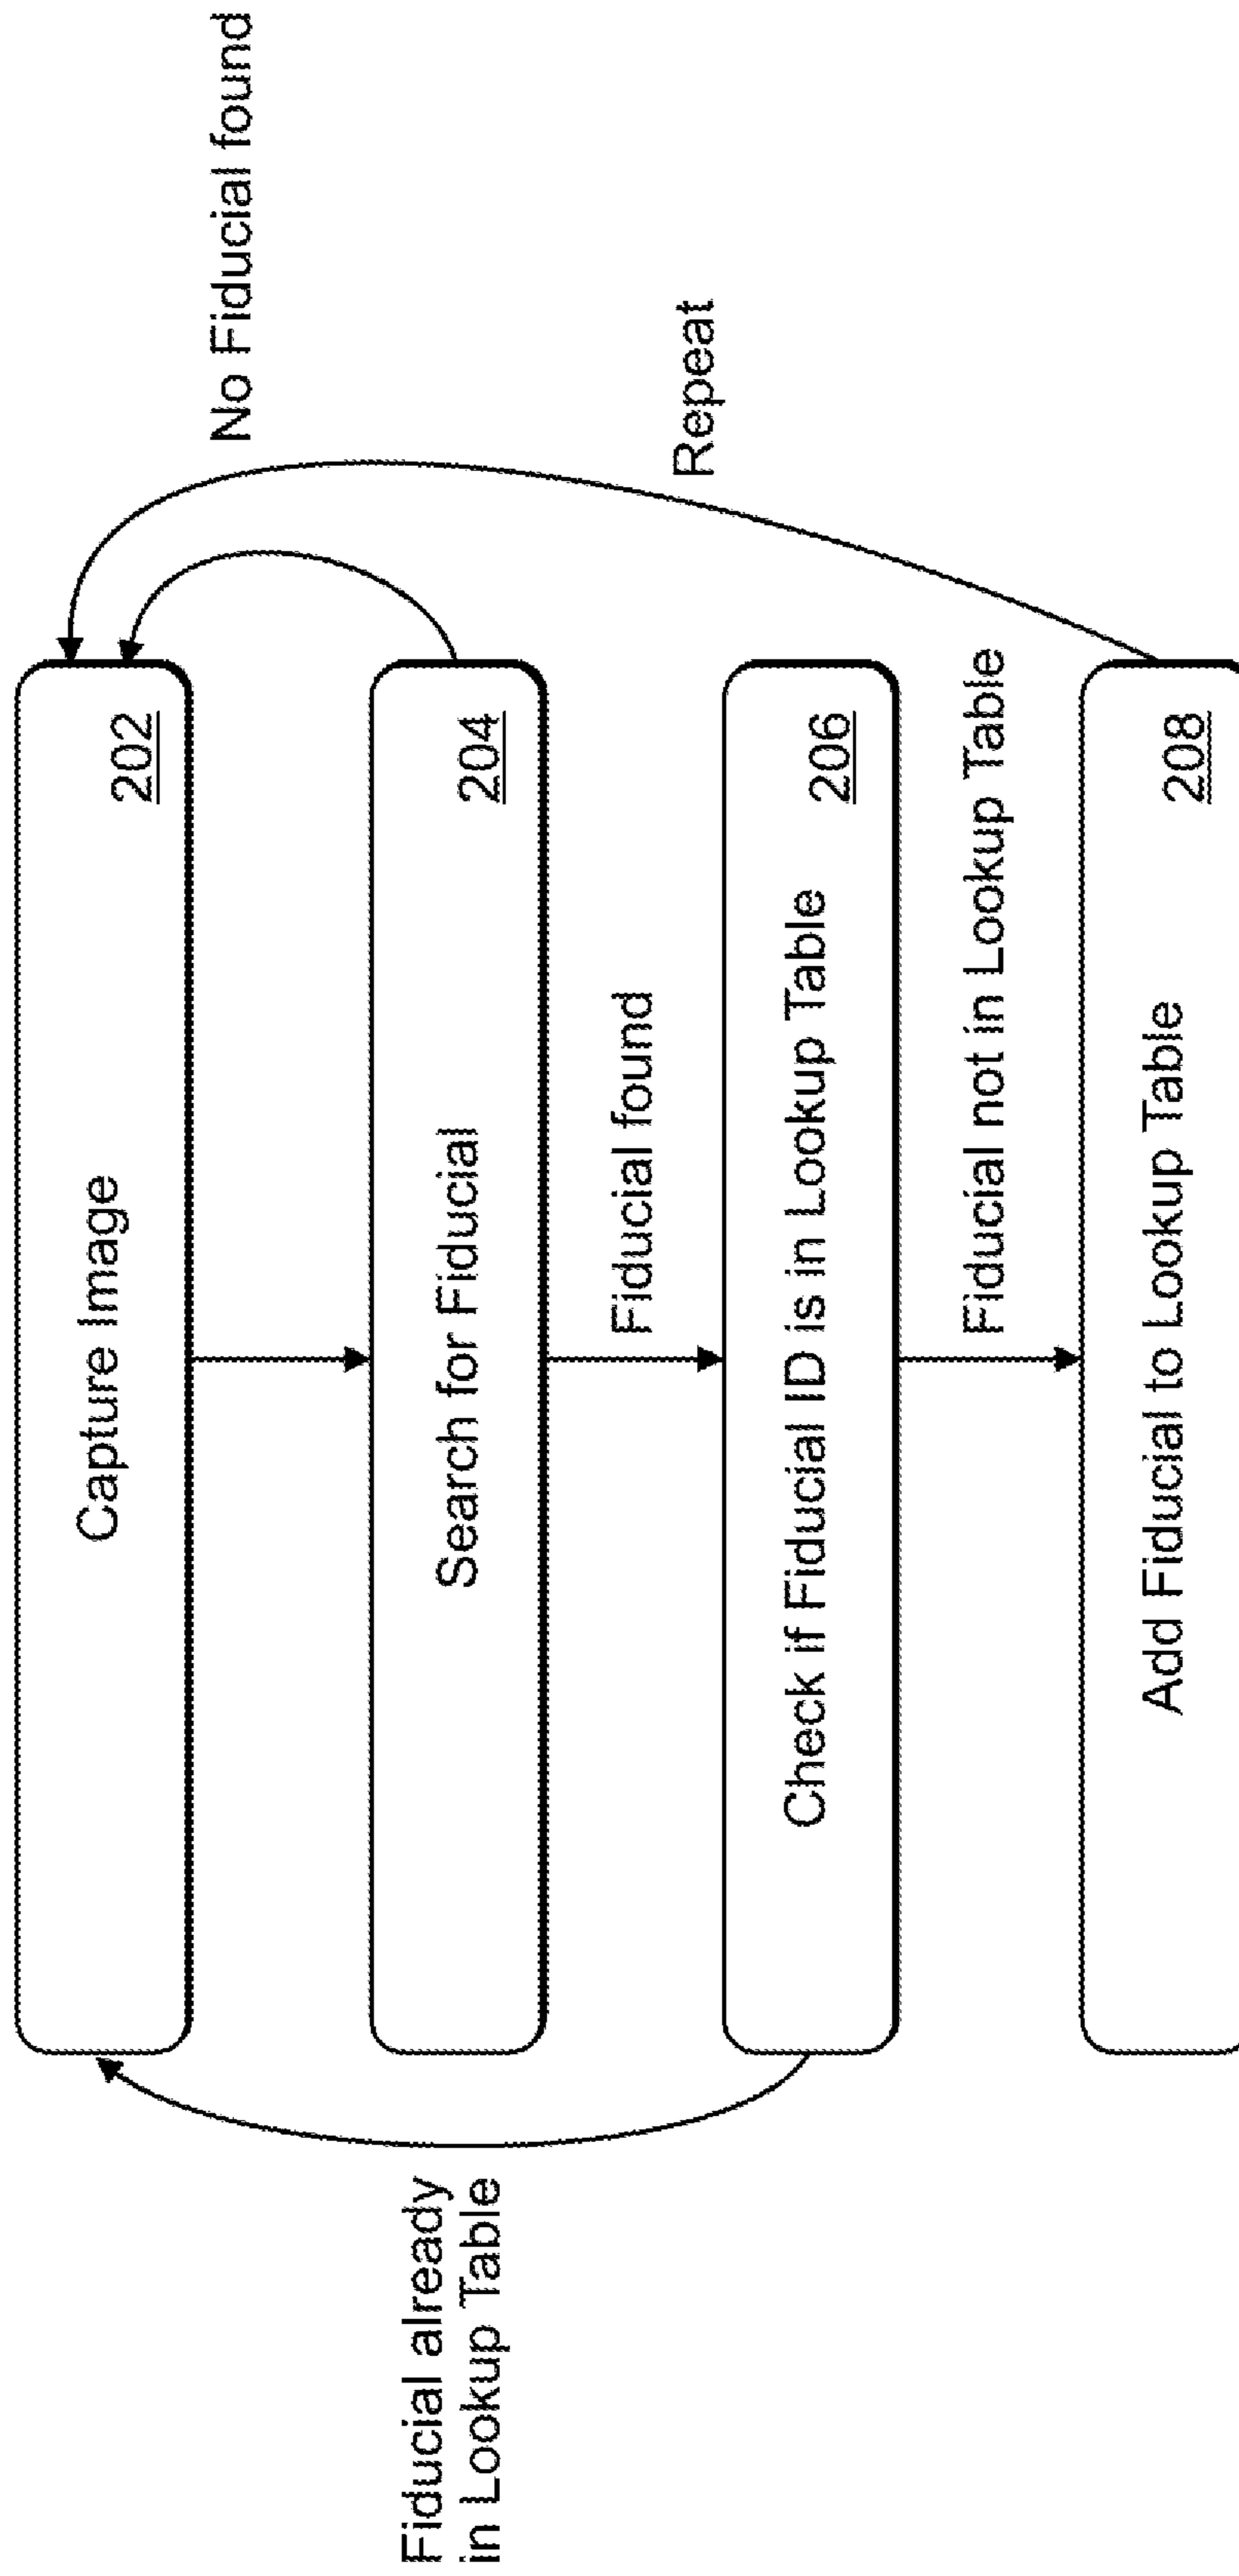 Capture Image
202
No Fiducial found
Search for Fiducial
204
Fiducial already
in Lookup Table
Fiducial found
Repeat
Check if Fiducial ID is in Lookup Table
206
Fiducial not in Lookup Table
Add Fiducial to Lookup Table
208